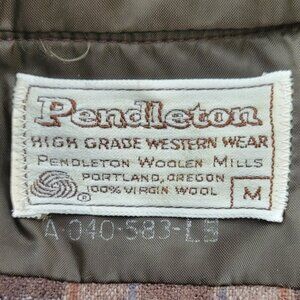 Pendleton
HIGH GRADE WESTERN WEAR
PENDLETON WOOLEN MILLS
PORTLAND, OREGON
100% VIRGIN WOOL
®
M
A-040-583-LB